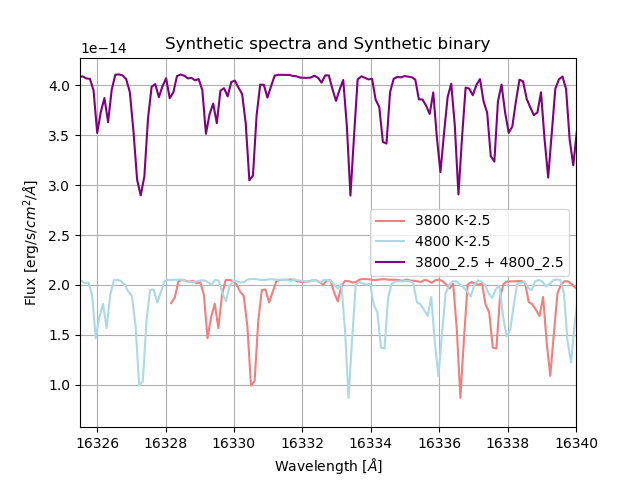 Synthetic spectra and Synthetic binary
1e−14
4.0
3.5
3.0
2.5
2.0
1.5
1.0
Flux [erg/s/cm²/Å]
3800 K-2.5
4800 K-2.5
3800_2.5 + 4800_2.5
16326 16328 16330 16332 16334 16336 16338 16340
Wavelength [Å]